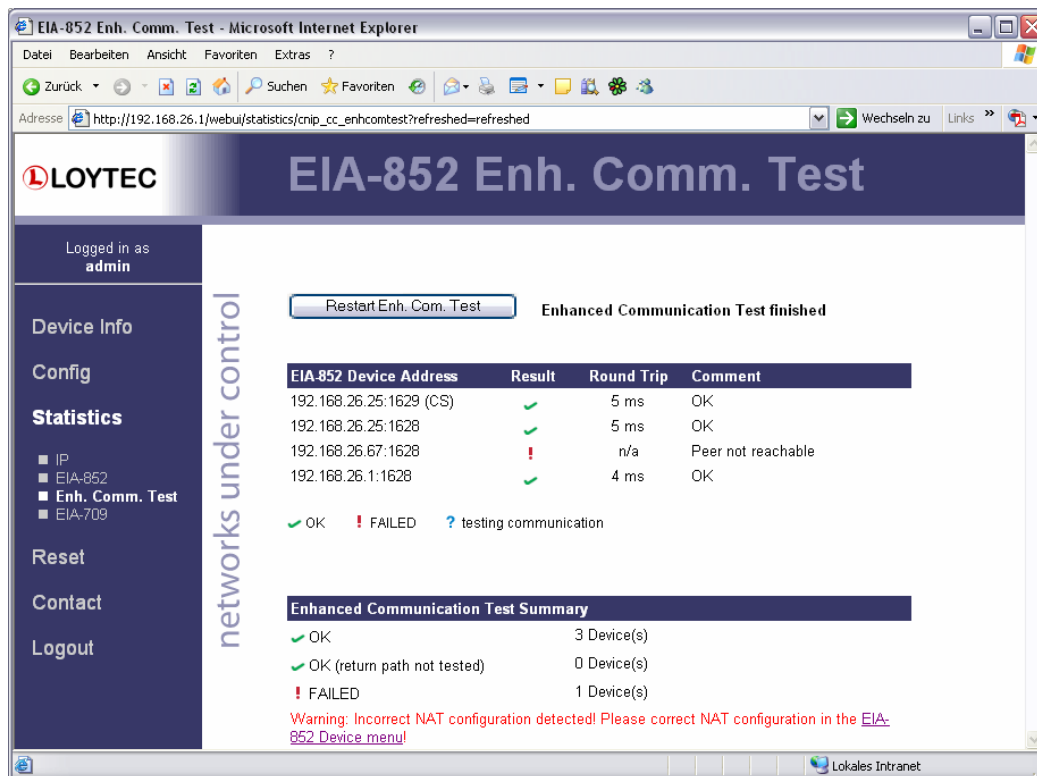 EIA-852 Enh. Comm. Test - Microsoft Internet Explorer
Datei Bearbeiten Ansicht Favoriten Extras ?
Zurück Suchen Favoriten
Adresse http://192.168.26.1/webui/statistics/cnip_cc_enhcomtest?refreshed=refreshed Wechseln zu Links »
LOYTEC
EIA-852 Enh. Comm. Test
Logged in as
admin
Device Info
Config
Statistics
IP
EIA-852
Enh. Comm. Test
EIA-709
Reset
Contact
Logout
networks under control
Restart Enh. Com. Test Enhanced Communication Test finished
EIA-852 Device Address Result Round Trip Comment
192.168.26.25:1629 (CS) 5 ms OK
192.168.26.25:1628 5 ms OK
192.168.26.67:1628 ! n/a Peer not reachable
192.168.26.1:1628 4 ms OK
OK ! FAILED ? testing communication
Enhanced Communication Test Summary
OK 3 Device(s)
OK (return path not tested) 0 Device(s)
! FAILED 1 Device(s)
Warning: Incorrect NAT configuration detected! Please correct NAT configuration in the EIA-
852 Device menu!
Lokales Intranet